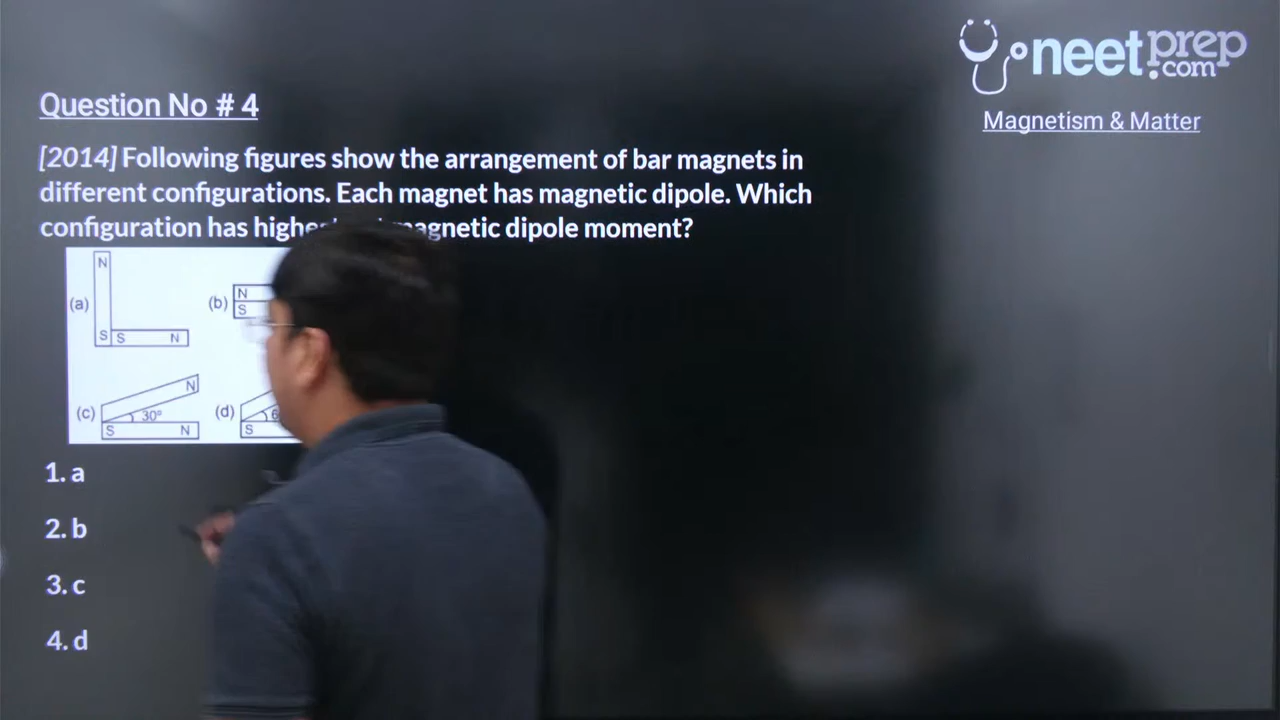 neetprep.com
Question No # 4
Magnetism & Matter
[2014] Following figures show the arrangement of bar magnets in
different configurations. Each magnet has magnetic dipole. Which
configuration has magnetic dipole moment?
N
(a)
(b) N
S
S S N
N
(c) 30°
(d)
S N
S
1. a
2. b
3. c
4. d